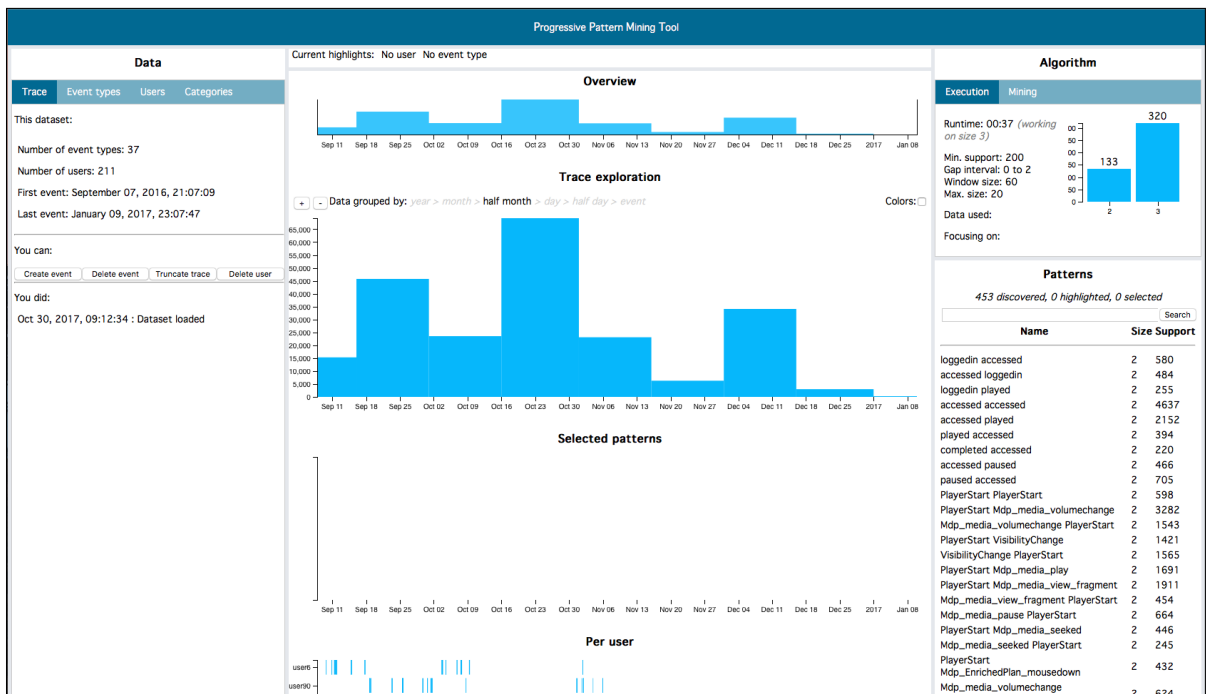 Progressive Pattern Mining Tool
Data
Trace Event types Users Categories
This dataset:
Number of event types: 37
Number of users: 211
First event: September 07, 2016, 21:07:09
Last event: January 09, 2017, 23:07:47
You can:
Create event Delete event Truncate trace Delete user
You did:
Oct 30, 2017, 09:12:34 : Dataset loaded
Current highlights: No user No event type
Overview
Sep 11 Sep 18 Sep 25 Oct 02 Oct 09 Oct 16 Oct 23 Oct 30 Nov 06 Nov 13 Nov 20 Nov 27 Dec 04 Dec 11 Dec 18 Dec 25 2017 Jan 08
Trace exploration
+ - Data grouped by: year > month > half month > day > half day > event Colors:
65,000
60,000
55,000
50,000
45,000
40,000
35,000
30,000
25,000
20,000
15,000
10,000
5,000
0
Sep 11 Sep 18 Sep 25 Oct 02 Oct 09 Oct 16 Oct 23 Oct 30 Nov 06 Nov 13 Nov 20 Nov 27 Dec 04 Dec 11 Dec 18 Dec 25 2017 Jan 08
Selected patterns
Sep 11 Sep 18 Sep 25 Oct 02 Oct 09 Oct 16 Oct 23 Oct 30 Nov 06 Nov 13 Nov 20 Nov 27 Dec 04 Dec 11 Dec 18 Dec 25 2017 Jan 08
Per user
user6
user90
Algorithm
Execution Mining
Runtime: 00:37 (working
on size 3)
Min. support: 200
Gap interval: 0 to 2
Window size: 60
Max. size: 20
Data used:
Focusing on:
320
133
00
50
00
50
00
50
0
2 3
Patterns
453 discovered, 0 highlighted, 0 selected
Search
Name Size Support
loggedin accessed 2 580
accessed loggedin 2 484
loggedin played 2 255
accessed accessed 2 4637
accessed played 2 2152
played accessed 2 394
completed accessed 2 220
accessed paused 2 466
paused accessed 2 705
PlayerStart PlayerStart 2 598
PlayerStart Mdp_media_volumechange 2 3282
Mdp_media_volumechange PlayerStart 2 1543
PlayerStart VisibilityChange 2 1421
VisibilityChange PlayerStart 2 1565
PlayerStart Mdp_media_play 2 1691
PlayerStart Mdp_media_view_fragment 2 1911
Mdp_media_view_fragment PlayerStart 2 454
Mdp_media_pause PlayerStart 2 664
PlayerStart Mdp_media_seeked 2 446
Mdp_media_seeked PlayerStart 2 245
PlayerStart
Mdp_EnrichedPlan_mousedown 2 432
Mdp_media_volumechange 2 624